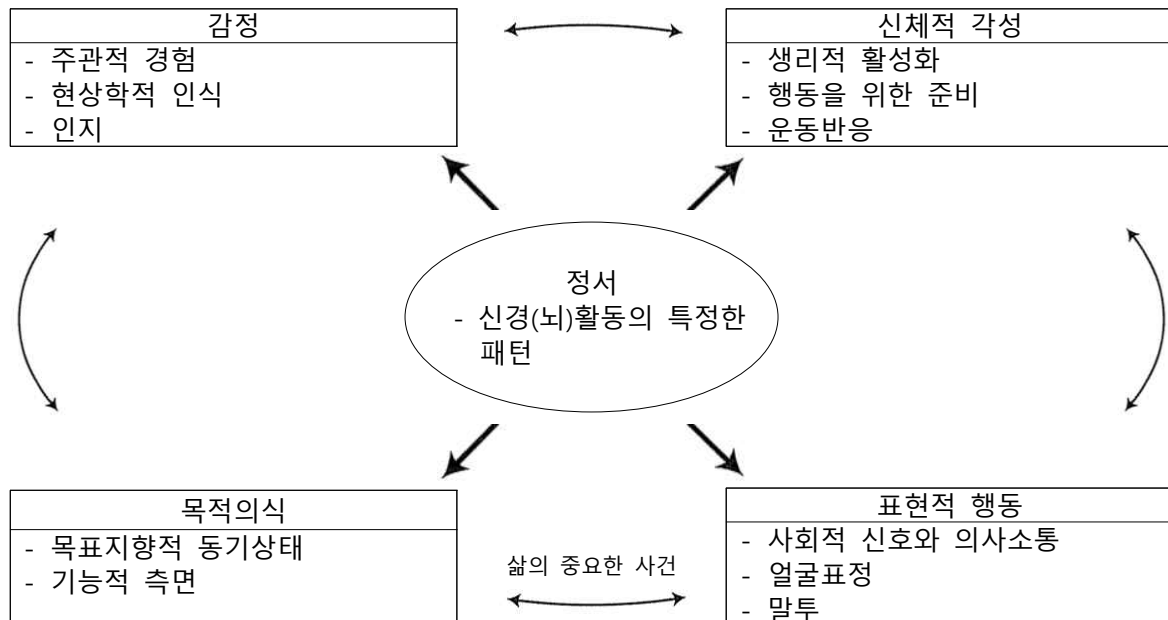 감정
- 주관적 경험
- 현상학적 인식
- 인지
신체적 각성
- 생리적 활성화
- 행동을 위한 준비
- 운동반응
정서
- 신경(뇌)활동의 특정한
패턴
목적의식
- 목표지향적 동기상태
- 기능적 측면
삶의 중요한 사건
표현적 행동
- 사회적 신호와 의사소통
- 얼굴표정
- 말투